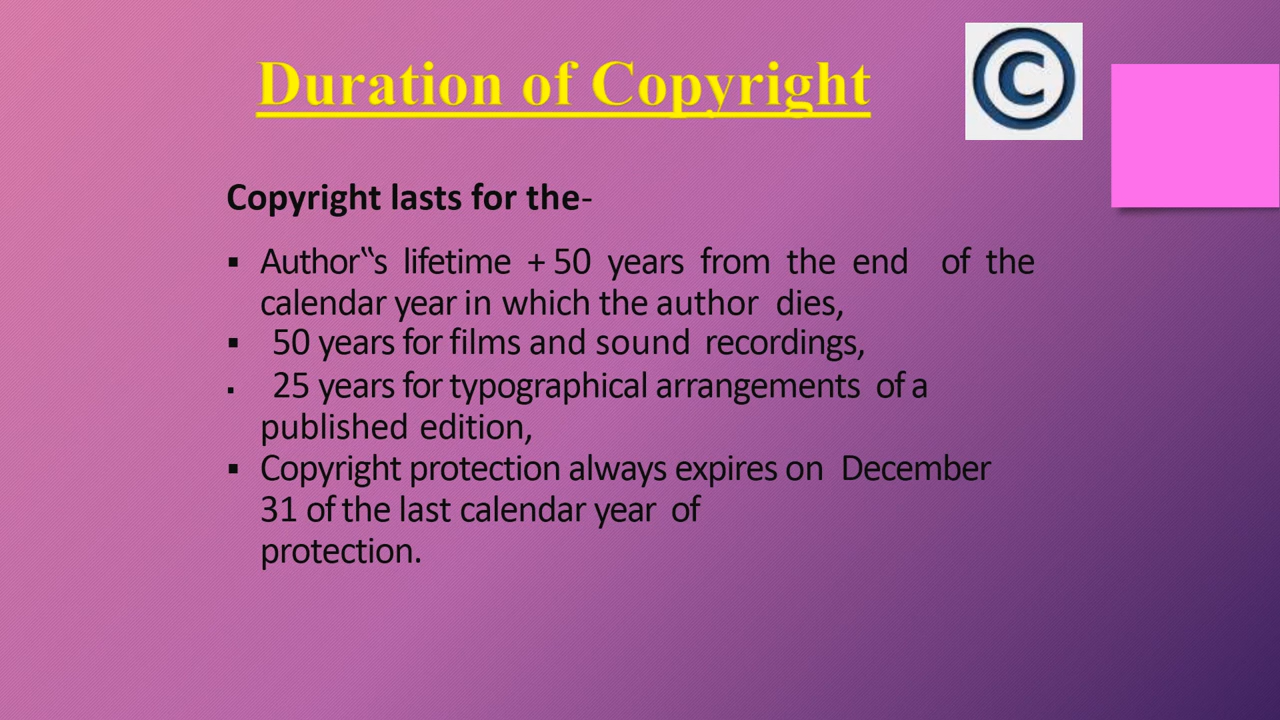 Duration of Copyright
©
Copyright lasts for the-
▪ Author‟s lifetime + 50 years from the end of the
calendar year in which the author dies,
▪ 50 years for films and sound recordings,
▪ 25 years for typographical arrangements of a
published edition,
▪ Copyright protection always expires on December
31 of the last calendar year of
protection.